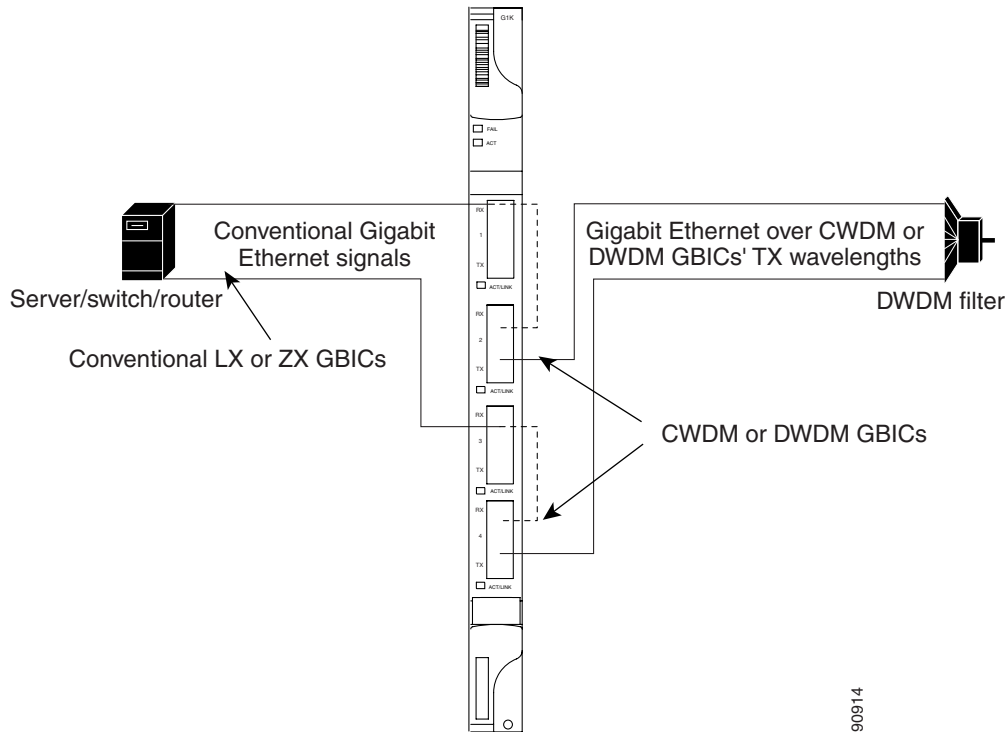 G1K
FAIL
ACT
RX
1
TX
ACT/LINK
RX
2
TX
ACT/LINK
RX
3
TX
ACT/LINK
RX
4
TX
ACT/LINK
Conventional Gigabit
Ethernet signals
Server/switch/router
Conventional LX or ZX GBICs
Gigabit Ethernet over CWDM or
DWDM GBICs' TX wavelengths
DWDM filter
CWDM or DWDM GBICs
90914